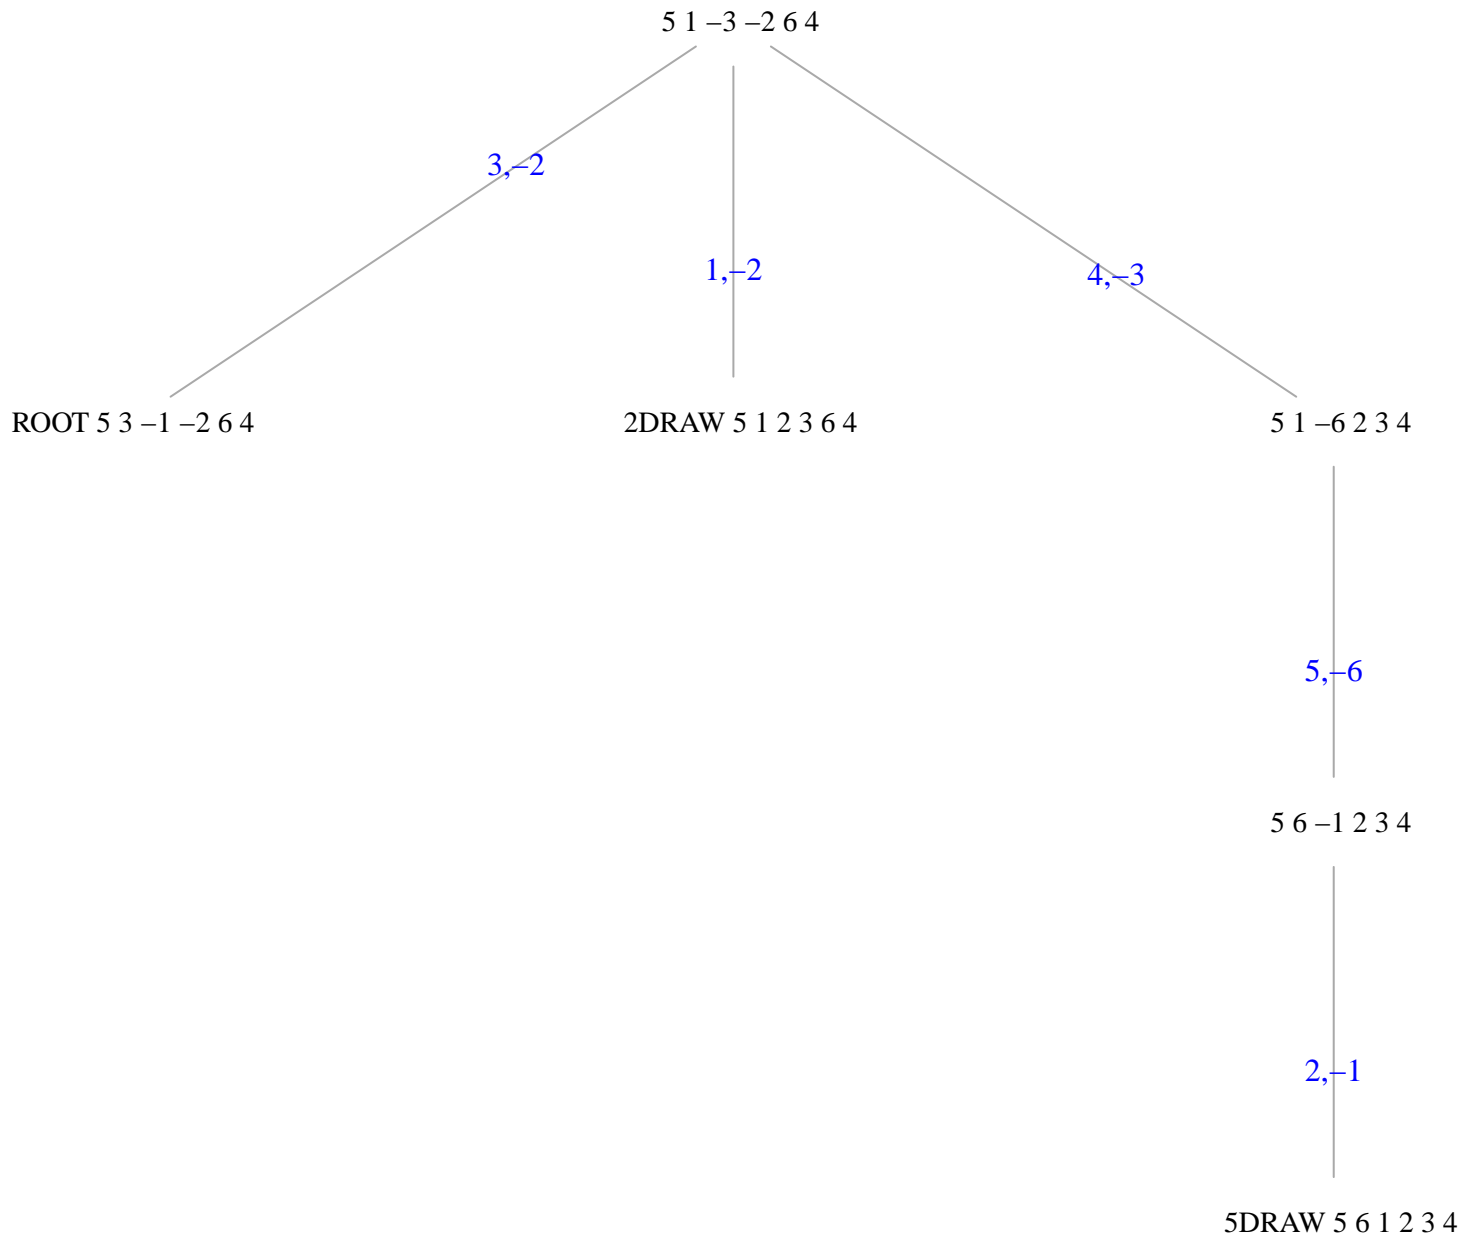 5 1 –3 –2 6 4
3,–2
1,–2
4,–3
ROOT 5 3 –1 –2 6 4
2DRAW 5 1 2 3 6 4
5 1 –6 2 3 4
5,–6
5 6 –1 2 3 4
2,–1
5DRAW 5 6 1 2 3 4